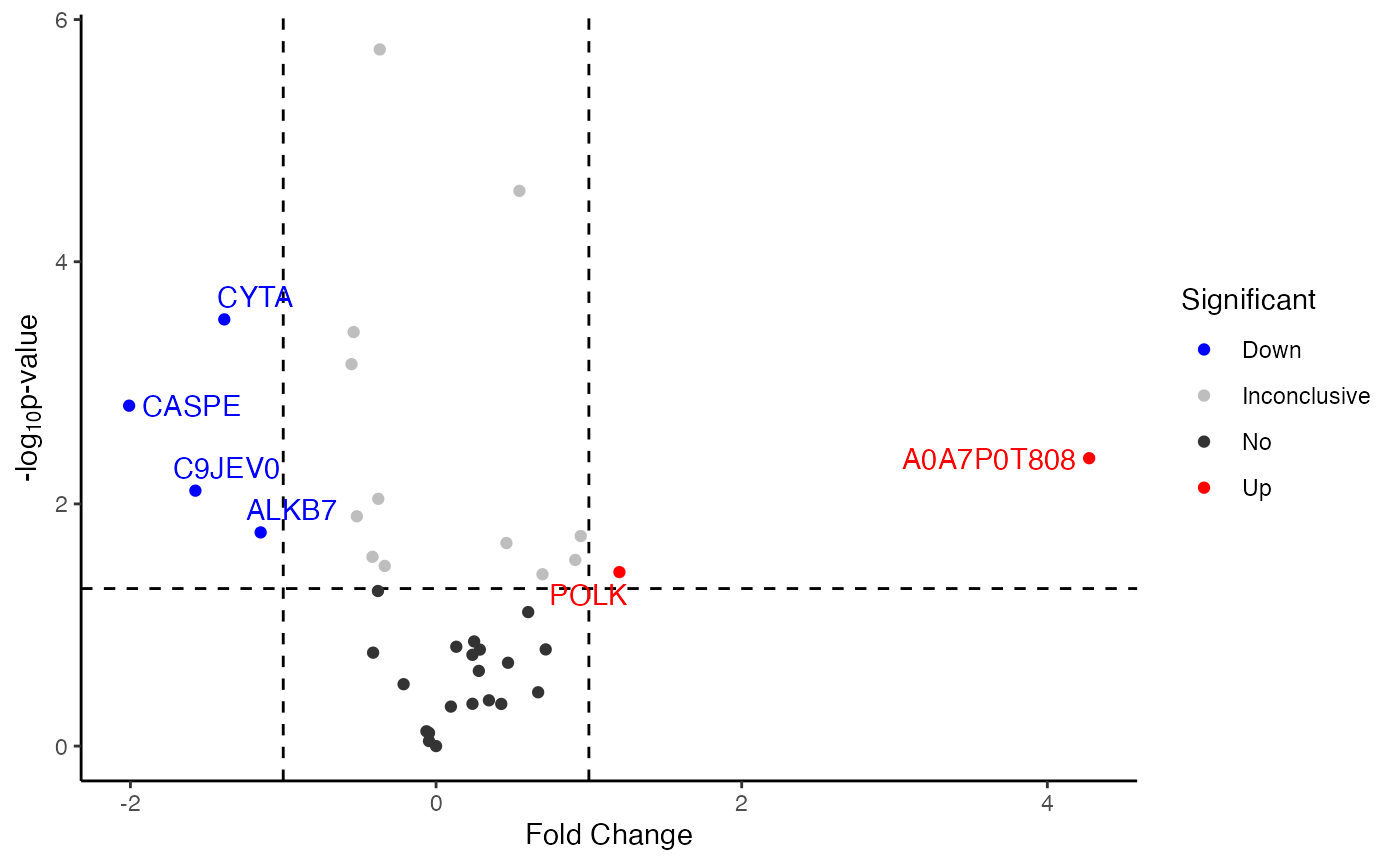 6
4
2
0
-log10p-value
CYTA
CASPE
C9JEV0
ALKB7
A0A7P0T808
POLK
-2
0
2
4
Fold Change
Significant
Down
Inconclusive
No
Up